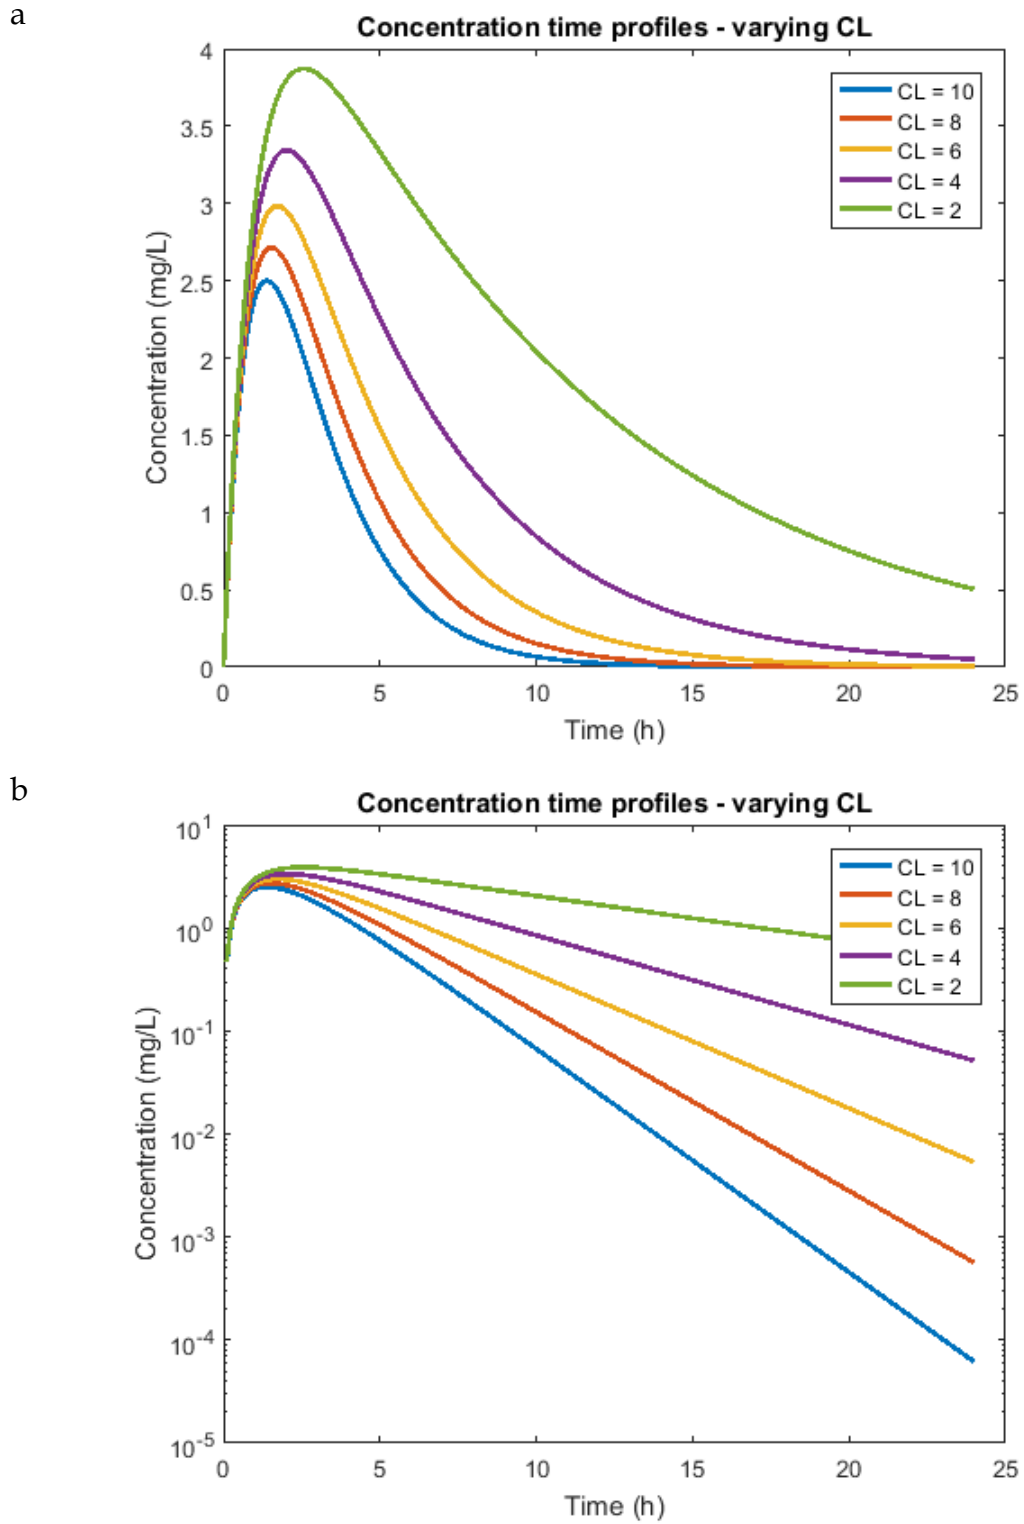 a
Concentration time profiles - varying CL
4
3.5
3
2.5
2
1.5
1
0.5
0
Concentration (mg/L)
CL = 10
CL = 8
CL = 6
CL = 4
CL = 2
0 5 10 15 20 25
Time (h)
b
Concentration time profiles - varying CL
10^1
10^0
10^-1
10^-2
10^-3
10^-4
10^-5
Concentration (mg/L)
CL = 10
CL = 8
CL = 6
CL = 4
CL = 2
0 5 10 15 20 25
Time (h)